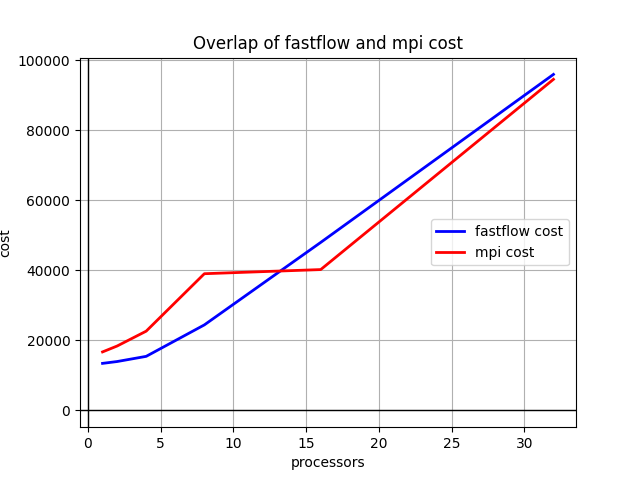 Overlap of fastflow and mpi cost
100000
80000
60000
40000
20000
0
cost
fastflow cost
mpi cost
0 5 10 15 20 25 30
processors